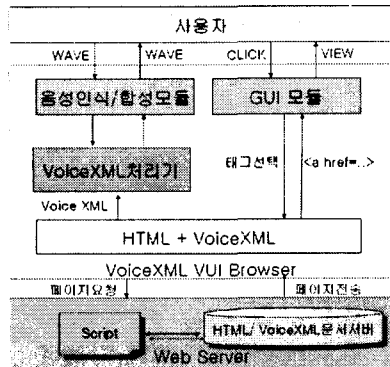 사용자
WAVE WAVE CLICK VIEW
음성인식/합성모듈 GUI 모듈
VoiceXML처리기 태그선택 <a href=..>
Voice XML
HTML + VoiceXML
VoiceXML VUI Browser
페이지요청 페이지전송
Script HTML/ VoiceXML문서서버
Web Server